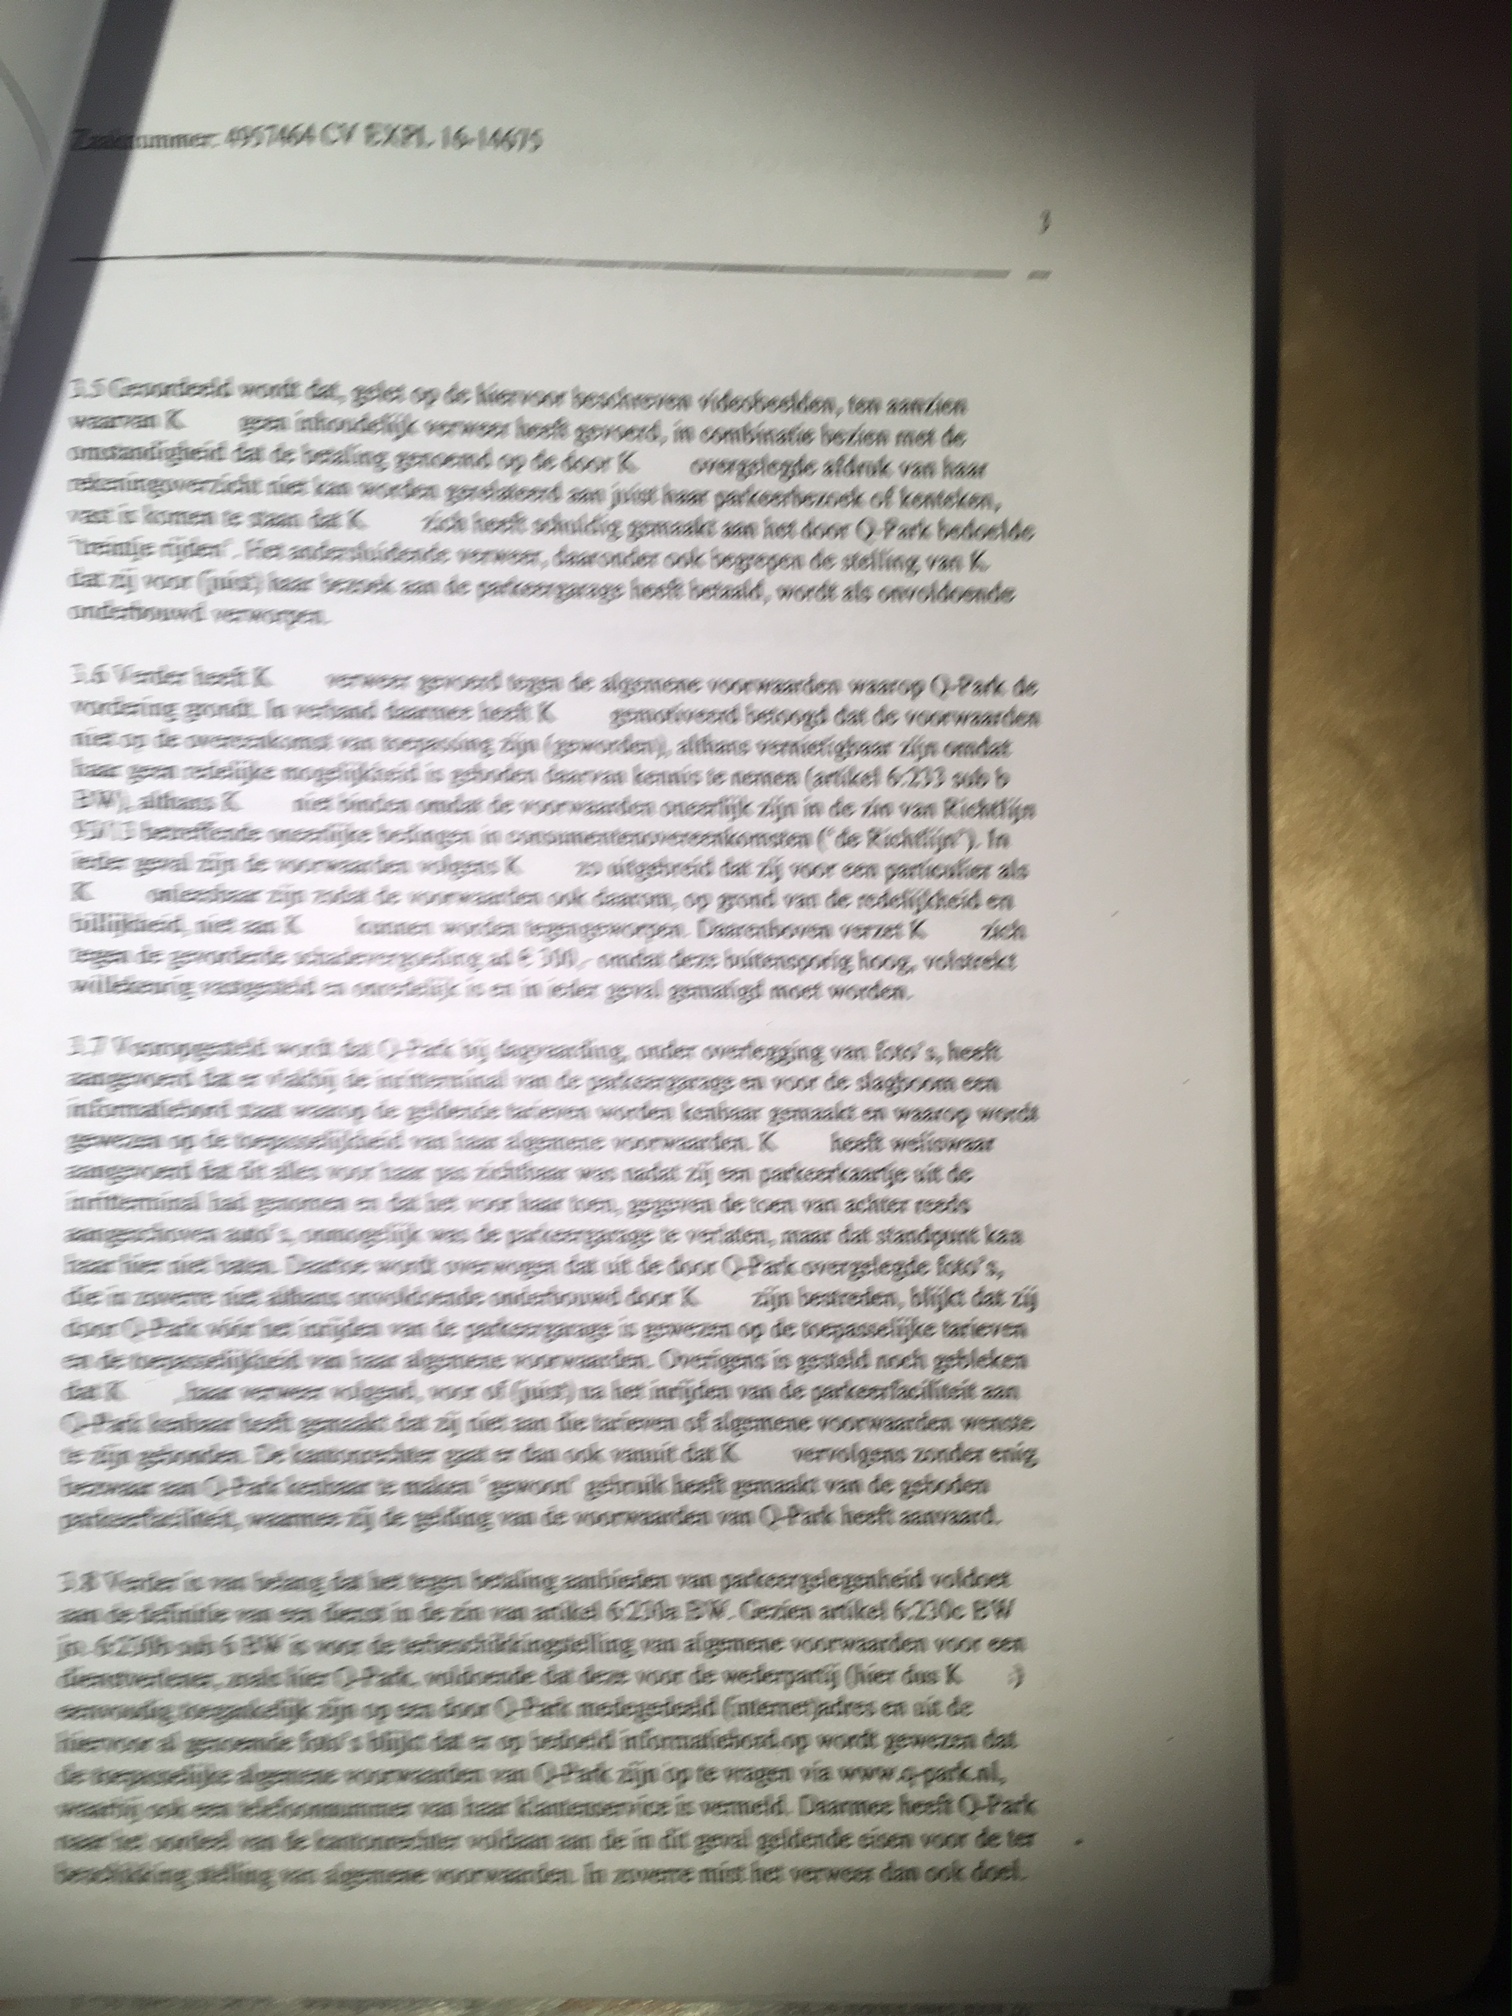 Zaaknummer: 4957464 CV EXPL 16-14675
3
3.5 Geoordeeld wordt dat, gelet op de hiervoor beschreven videobeelden, ten aanzien
waarvan K geen inhoudelijk verweer heeft gevoerd, in combinatie bezien met de
omstandigheid dat de betaling genoemd op de door K overgelegde afdruk van haar
rekeningoverzicht niet kan worden gerelateerd aan juist haar parkeerbezoek of kenteken,
vast is komen te staan dat K zich heeft schuldig gemaakt aan het door Q-Park bedoelde
'treintje rijden'. Het andersluidende verweer, daaronder ook begrepen de stelling van K
dat zij voor (juist) haar bezoek aan de parkeergarage heeft betaald, wordt als onvoldoende
onderbouwd verworpen.
3.6 Verder heeft K verweer gevoerd tegen de algemene voorwaarden waarop Q-Park de
vordering grondt. In verband daarmee heeft K gemotiveerd betoogd dat de voorwaarden
niet op de overeenkomst van toepassing zijn (geworden), althans vernietigbaar zijn omdat
haar geen redelijke mogelijkheid is geboden daarvan kennis te nemen (artikel 6:233 sub b
BW), althans K niet binden omdat de voorwaarden oneerlijk zijn in de zin van Richtlijn
93/13 betreffende oneerlijke bedingen in consumentenovereenkomsten ("de Richtlijn"). In
ieder geval zijn de voorwaarden volgens K zo uitgebreid dat zij voor een particulier als
K onleesbaar zijn zodat de voorwaarden ook daarom, op grond van de redelijkheid en
billijkheid, niet aan K kunnen worden tegengeworpen. Daarenboven verzet K zich
tegen de gevorderde schadevergoeding ad € 300,- omdat deze buitensporig hoog, volstrekt
willekeurig vastgesteld en onredelijk is en in ieder geval gematigd moet worden.
3.7 Vooropgesteld wordt dat Q-Park bij dagvaarding, onder overlegging van foto's, heeft
aangevoerd dat er vlakbij de inritterminal van de parkeergarage en voor de slagboom een
informatiebord staat waarop de geldende tarieven worden kenbaar gemaakt en waarop wordt
gewezen op de toepasselijkheid van haar algemene voorwaarden. K heeft weliswaar
aangevoerd dat dit alles voor haar pas zichtbaar was nadat zij een parkeerkaartje uit de
inritterminal had genomen en dat het voor haar toen, gegeven de toen van achter reeds
aangeschoven auto's, onmogelijk was de parkeergarage te verlaten, maar dat standpunt kan
haar hier niet baten. Daartoe wordt overwogen dat uit de door Q-Park overgelegde foto's,
die in zoverre niet althans onvoldoende onderbouwd door K zijn bestreden, blijkt dat zij
door Q-Park vóór het inrijden van de parkeergarage is gewezen op de toepasselijke tarieven
en de toepasselijkheid van haar algemene voorwaarden. Overigens is gesteld noch gebleken
dat K , haar verweer volgend, voor of (juist) na het inrijden van de parkeerfaciliteit aan
Q-Park kenbaar heeft gemaakt dat zij niet aan die tarieven of algemene voorwaarden wenste
te zijn gebonden. De kantonrechter gaat er dan ook vanuit dat K vervolgens zonder enig
bezwaar aan Q-Park kenbaar te maken 'gewoon' gebruik heeft gemaakt van de geboden
parkeerfaciliteit, waarmee zij de gelding van de voorwaarden van Q-Park heeft aanvaard.
3.8 Verder is van belang dat het tegen betaling aanbieden van parkeergelegenheid voldoet
aan de definitie van een dienst in de zin van artikel 6:230a BW. Gezien artikel 6:230c BW
jo. 6:230b sub 6 BW is voor de terbeschikkingstelling van algemene voorwaarden voor een
dienstverlener, zoals hier Q-Park, voldoende dat deze voor de wederpartij (hier dus K )
eenvoudig toegankelijk zijn op een door Q-Park medegedeeld (internet)adres en uit de
hiervoor al genoemde foto's blijkt dat er op bedoeld informatiebord op wordt gewezen dat
de toepasselijke algemene voorwaarden van Q-Park zijn op te vragen via www.q-park.nl,
waarbij ook een telefoonnummer van haar klantenservice is vermeld. Daarmee heeft Q-Park
naar het oordeel van de kantonrechter voldaan aan de in dit geval geldende eisen voor de ter
beschikking stelling van algemene voorwaarden. In zoverre mist het verweer dan ook doel.